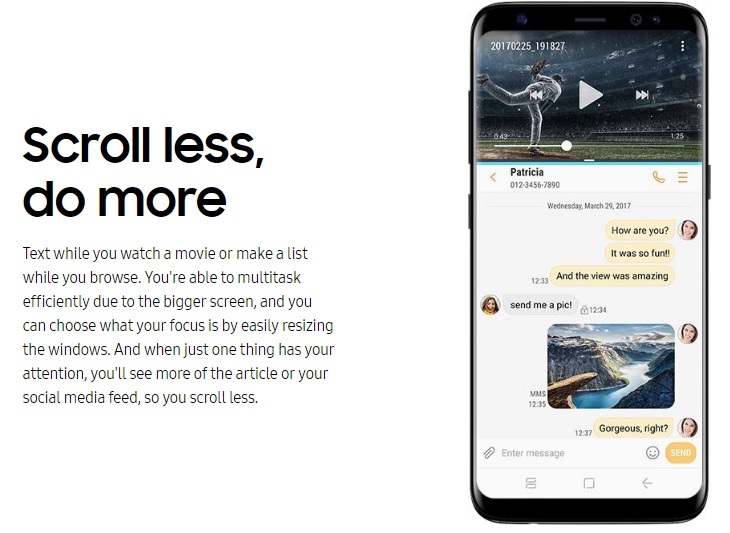 Scroll less,
do more
Text while you watch a movie or make a list
while you browse. You're able to multitask
efficiently due to the bigger screen, and you
can choose what your focus is by easily resizing
the windows. And when just one thing has your
attention, you'll see more of the article or your
social media feed, so you scroll less.
20170225_191827
0:43 1:25
Patricia
012-3456-7890
Wednesday, March 29, 2017
How are you?
It was so fun!!
12:33 And the view was amazing
send me a pic! 12:34
MMS
12:35
12:37 Gorgeous, right?
Enter message SEND